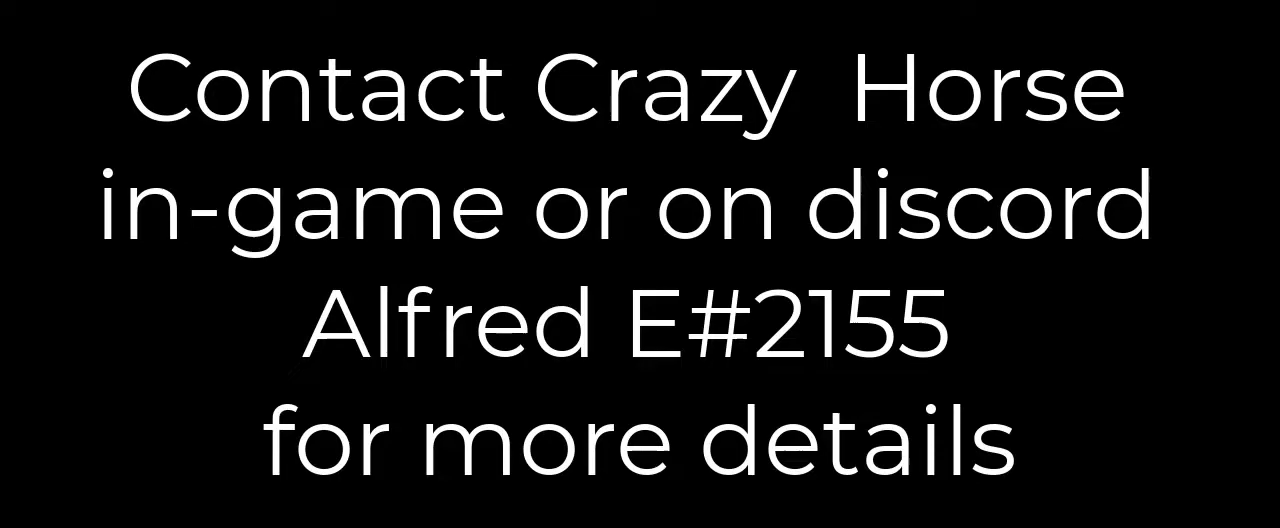 Contact Crazy  Horse
in-game or on discord
Alfred E#2155
for more details